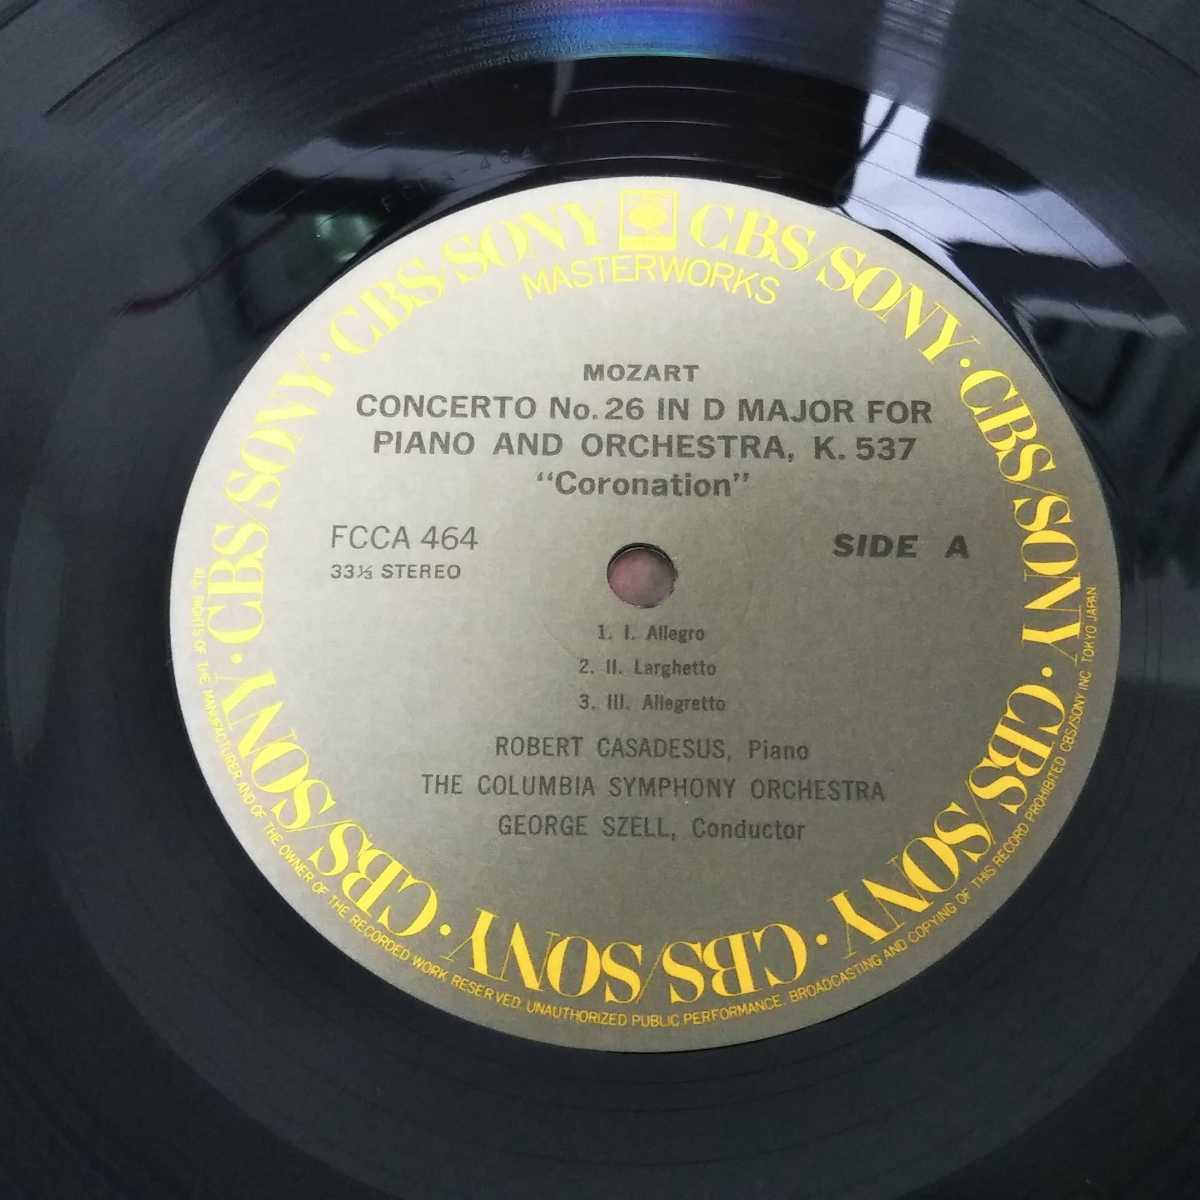 CBS/SONY · CBS/SONY · CBS/SONY · CBS/SONY · CBS/SONY · CBS/SONY · CBS/SONY · CBS/SONY · CBS/SONY
MASTERWORKS
MOZART
CONCERTO No. 26 IN D MAJOR FOR
PIANO AND ORCHESTRA, K. 537
“Coronation”
FCCA 464
SIDE A
33⅓ STEREO
1. I. Allegro
2. II. Larghetto
3. III. Allegretto
ROBERT CASADESUS, Piano
THE COLUMBIA SYMPHONY ORCHESTRA
GEORGE SZELL, Conductor
ALL RIGHTS OF THE MANUFACTURER AND OF THE OWNER OF THE RECORDED WORK RESERVED. UNAUTHORIZED PUBLIC PERFORMANCE. BROADCASTING AND COPYING OF THIS RECORD PROHIBITED CBS/SONY INC. TOKYO JAPAN